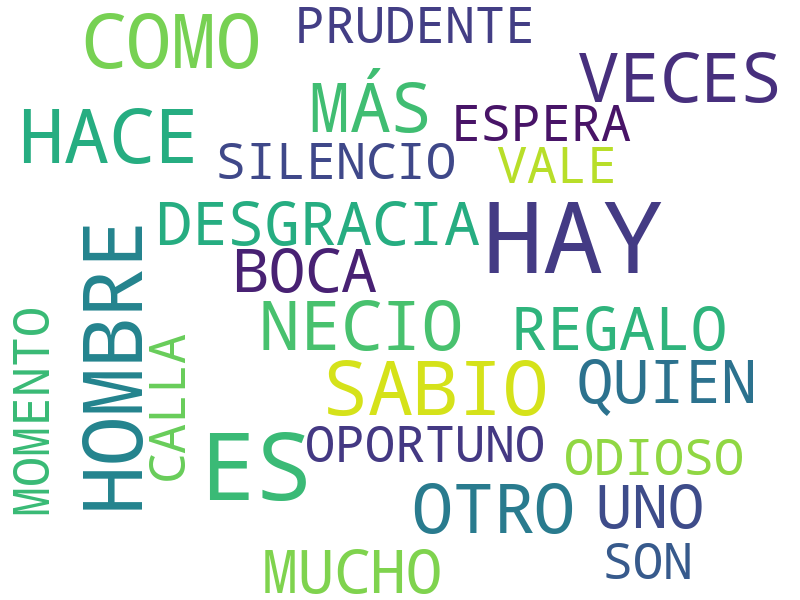 COMO
PRUDENTE
VECES
MÁS
HACE
ESPERA
SILENCIO
VALE
DESGRACIA
HAY
BOCA
HOMBRE
NECIO
REGALO
MOMENTO
CALLA
SABIO
QUIEN
ES
OPORTUNO
ODIOSO
OTRO
UNO
MUCHO
SON